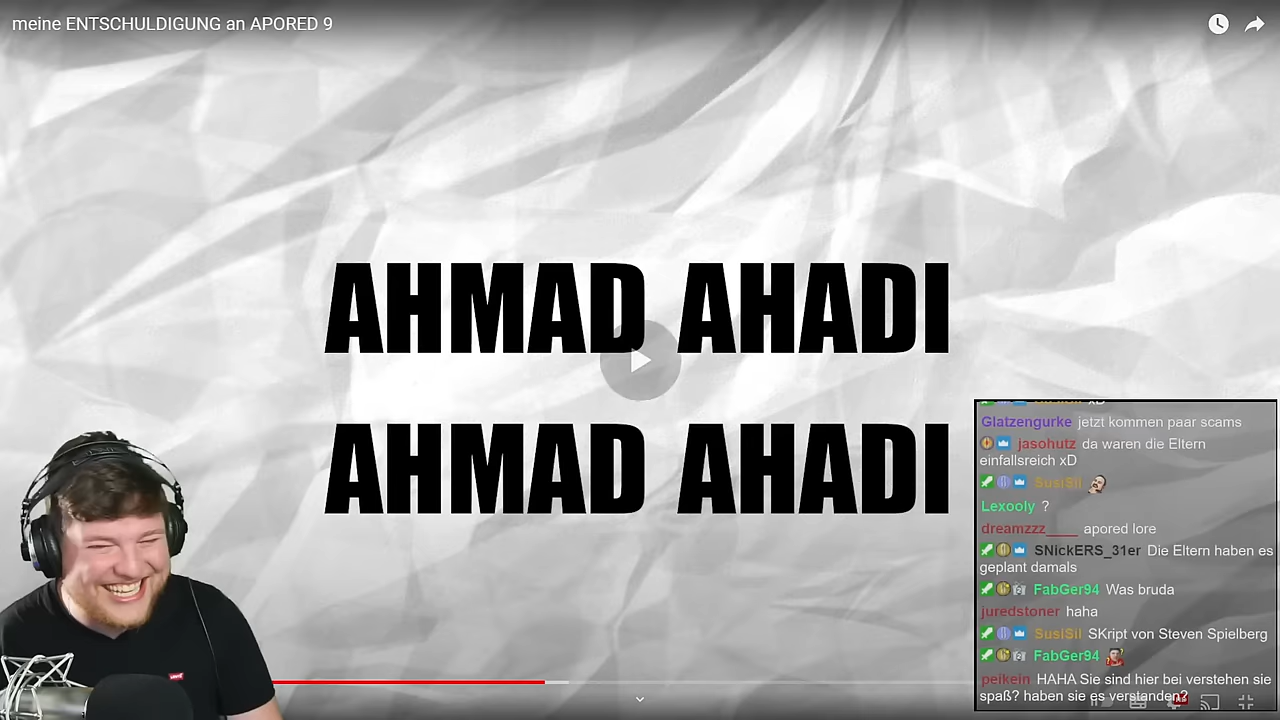 meine ENTSCHULDIGUNG an APORED 9
AHMAD AHADI
AHMAD AHADI
xD
Glatzengurke jetzt kommen paar scams
jasohutz da waren die Eltern
einfallsreich xD
SusiSil
Lexooly ?
dreamzzz____ apored lore
SNickERS_31er Die Eltern haben es
geplant damals
FabGer94 Was bruda
juredstoner haha
SusiSil SKript von Steven Spielberg
FabGer94
peikein HAHA Sie sind hier bei verstehen sie
spaß? haben sie es verstanden?